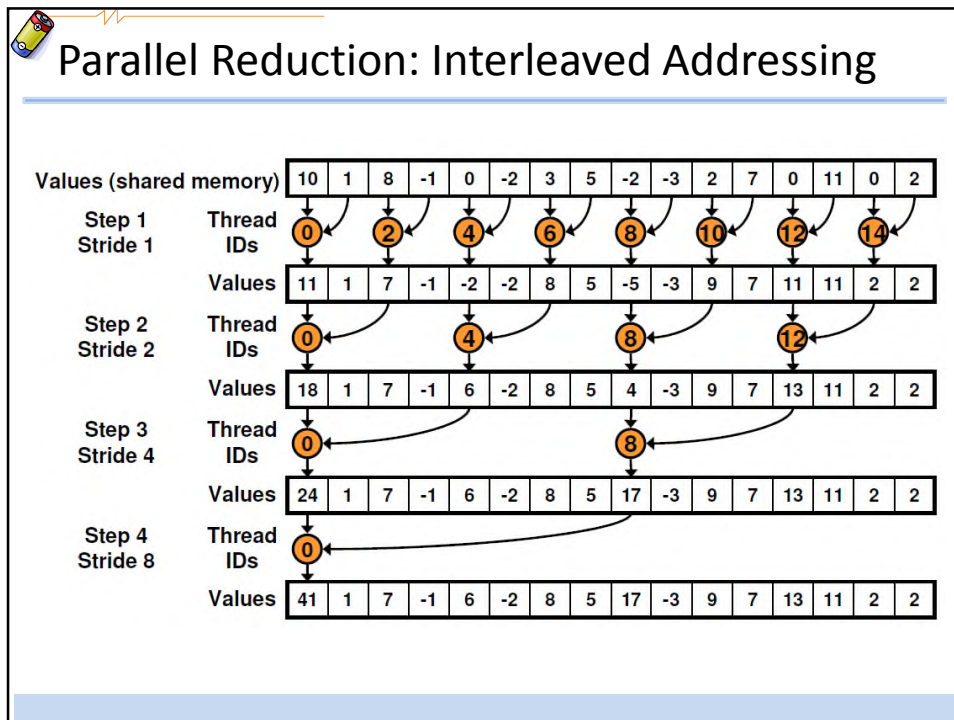 Parallel Reduction: Interleaved Addressing
Values (shared memory) 10 1 8 -1 0 -2 3 5 -2 -3 2 7 0 11 0 2
Step 1 Thread 0 2 4 6 8 10 12 14
Stride 1 IDs
Values 11 1 7 -1 -2 -2 8 5 -5 -3 9 7 11 11 2 2
Step 2 Thread 0 4 8 12
Stride 2 IDs
Values 18 1 7 -1 6 -2 8 5 4 -3 9 7 13 11 2 2
Step 3 Thread 0 8
Stride 4 IDs
Values 24 1 7 -1 6 -2 8 5 17 -3 9 7 13 11 2 2
Step 4 Thread 0
Stride 8 IDs
Values 41 1 7 -1 6 -2 8 5 17 -3 9 7 13 11 2 2